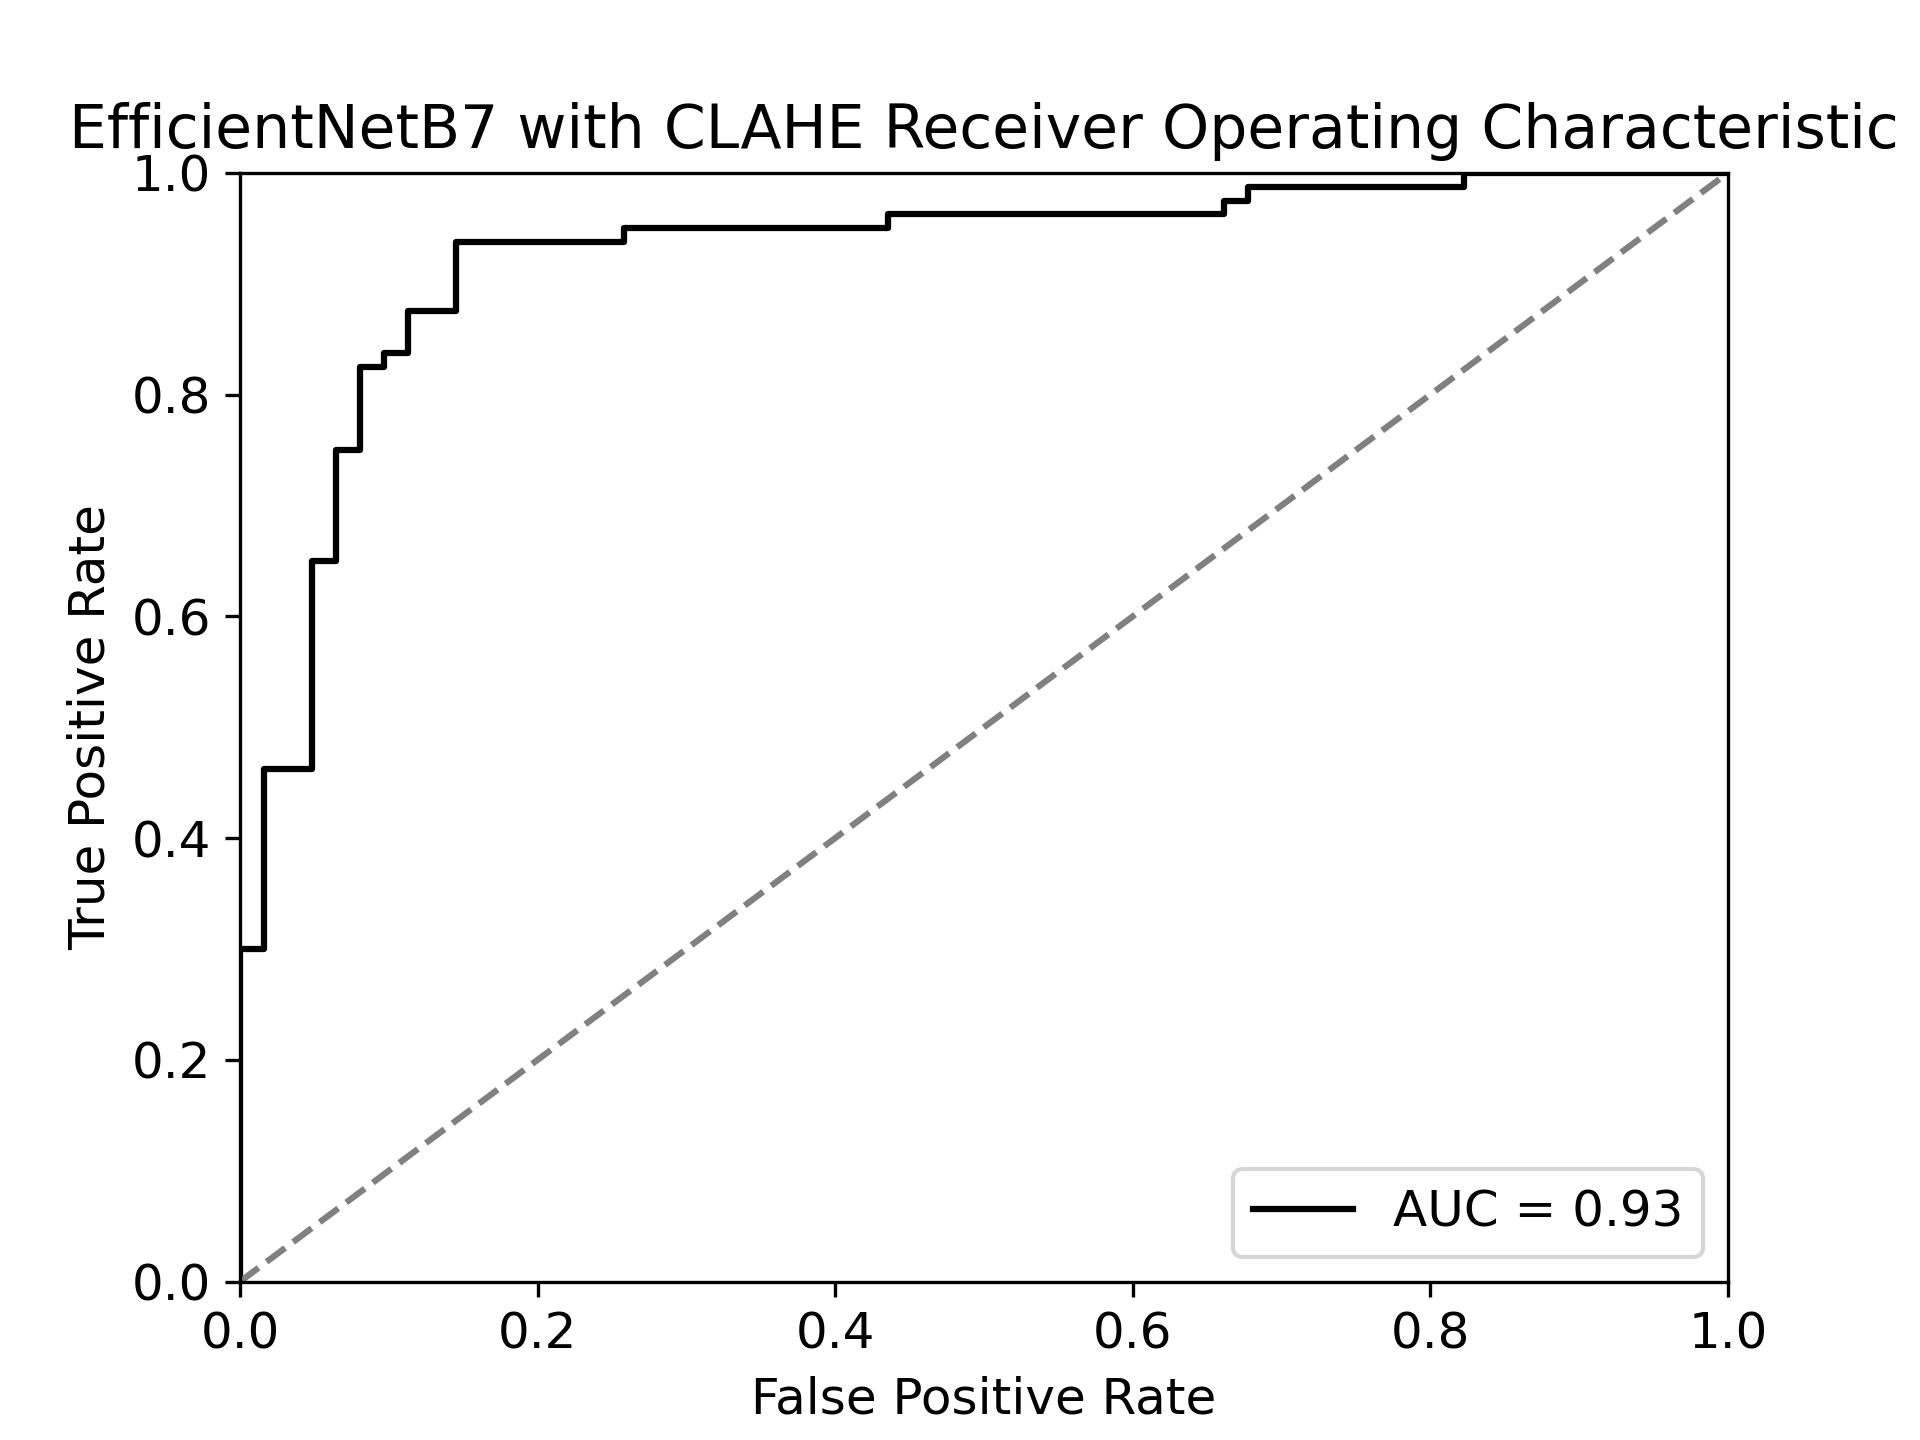 EfficientNetB7 with CLAHE Receiver Operating Characteristic
1.0
0.8
0.6
0.4
0.2
0.0
True Positive Rate
AUC = 0.93
0.0 0.2 0.4 0.6 0.8 1.0
False Positive Rate